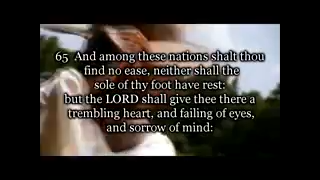 65 And among these nations shalt thou
find no ease, neither shall the
sole of thy foot have rest:
but the LORD shall give thee there a
trembling heart, and failing of eyes,
and sorrow of mind: